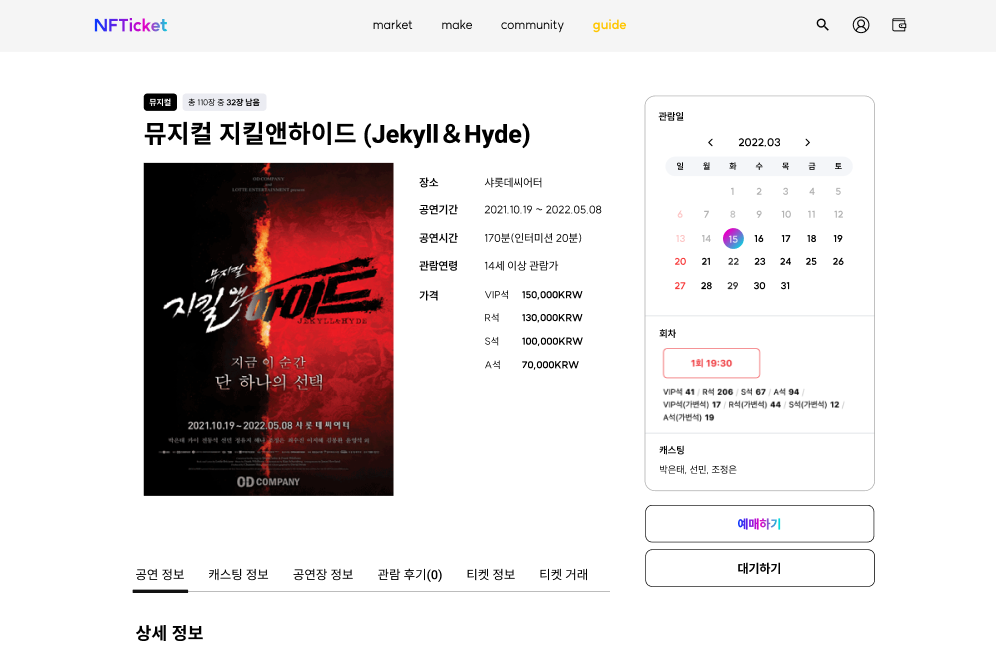 NFTicket
market make community guide
뮤지컬 총 110장 중 32장 남음
뮤지컬 지킬앤하이드 (Jekyll & Hyde)
OD COMPANY
and
LOTTE ENTERTAINMENT present
뮤지컬
지킬앤하이드
JEKYLL&HYDE
지금 이 순간
단 하나의 선택
2021.10.19~2022.05.08 샤롯데씨어터
OD COMPANY
장소 샤롯데씨어터
공연기간 2021.10.19 ~ 2022.05.08
공연시간 170분(인터미션 20분)
관람연령 14세 이상 관람가
가격 VIP석 150,000KRW
R석 130,000KRW
S석 100,000KRW
A석 70,000KRW
관람일
2022.03
일 월 화 수 목 금 토
1 2 3 4 5
6 7 8 9 10 11 12
13 14 15 16 17 18 19
20 21 22 23 24 25 26
27 28 29 30 31
회차
1회 19:30
VIP석 41 / R석 206 / S석 67 / A석 94 /
VIP석(가변석) 17 / R석(가변석) 44 / S석(가변석) 12 /
A석(가변석) 19
캐스팅
박은태, 선민, 조정은
예매하기
대기하기
공연 정보 캐스팅 정보 공연장 정보 관람 후기(0) 티켓 정보 티켓 거래
상세 정보